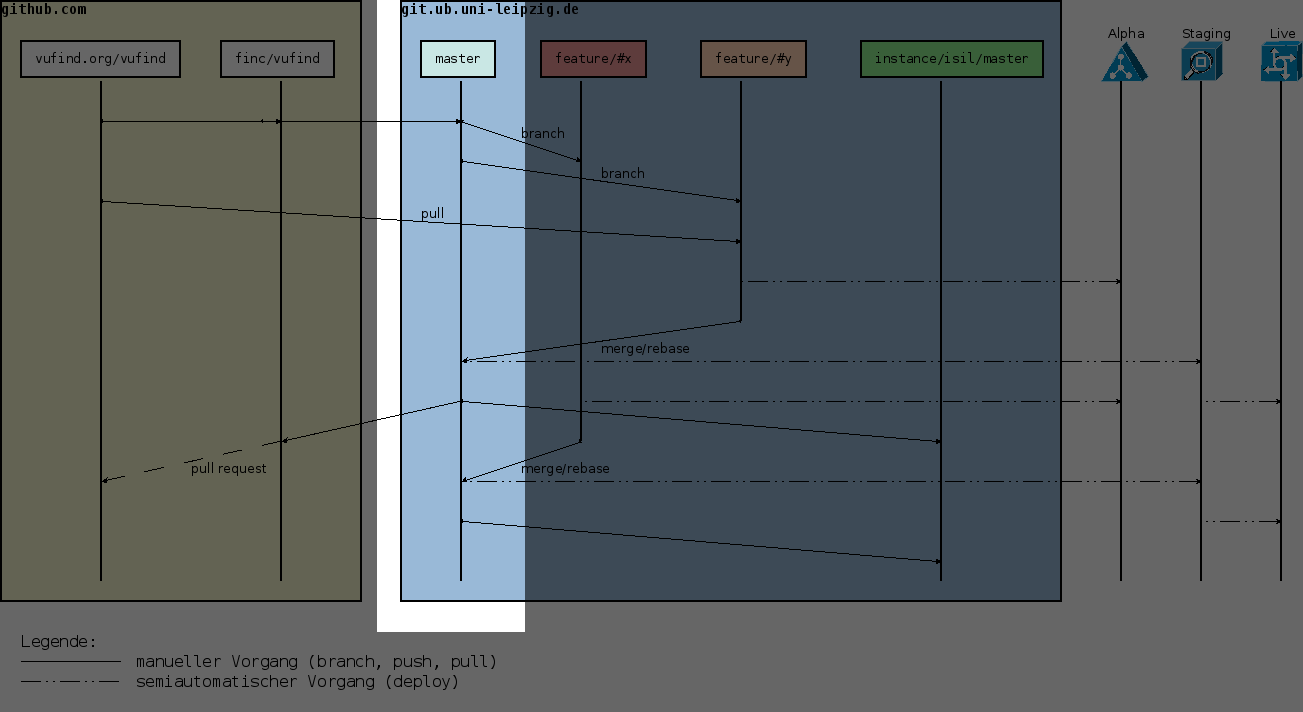 github.com
git.ub.uni-leipzig.de
Alpha
Staging
Live
vufind.org/vufind
finc/vufind
master
feature/#x
feature/#y
instance/isil/master
branch
branch
pull
merge/rebase
pull request
merge/rebase
Legende:
manueller Vorgang (branch, push, pull)
semiautomatischer Vorgang (deploy)